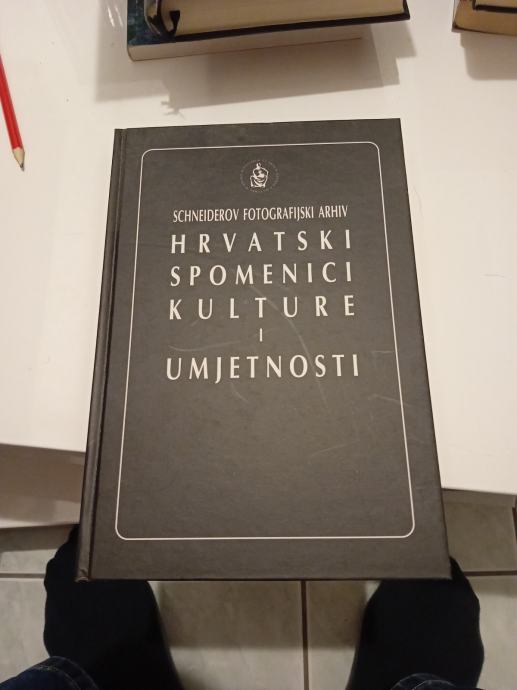 SCHNEIDEROV FOTOGRAFIJSKI ARHIV
HRVATSKI
SPOMENICI
KULTURE
I
UMJETNOSTI